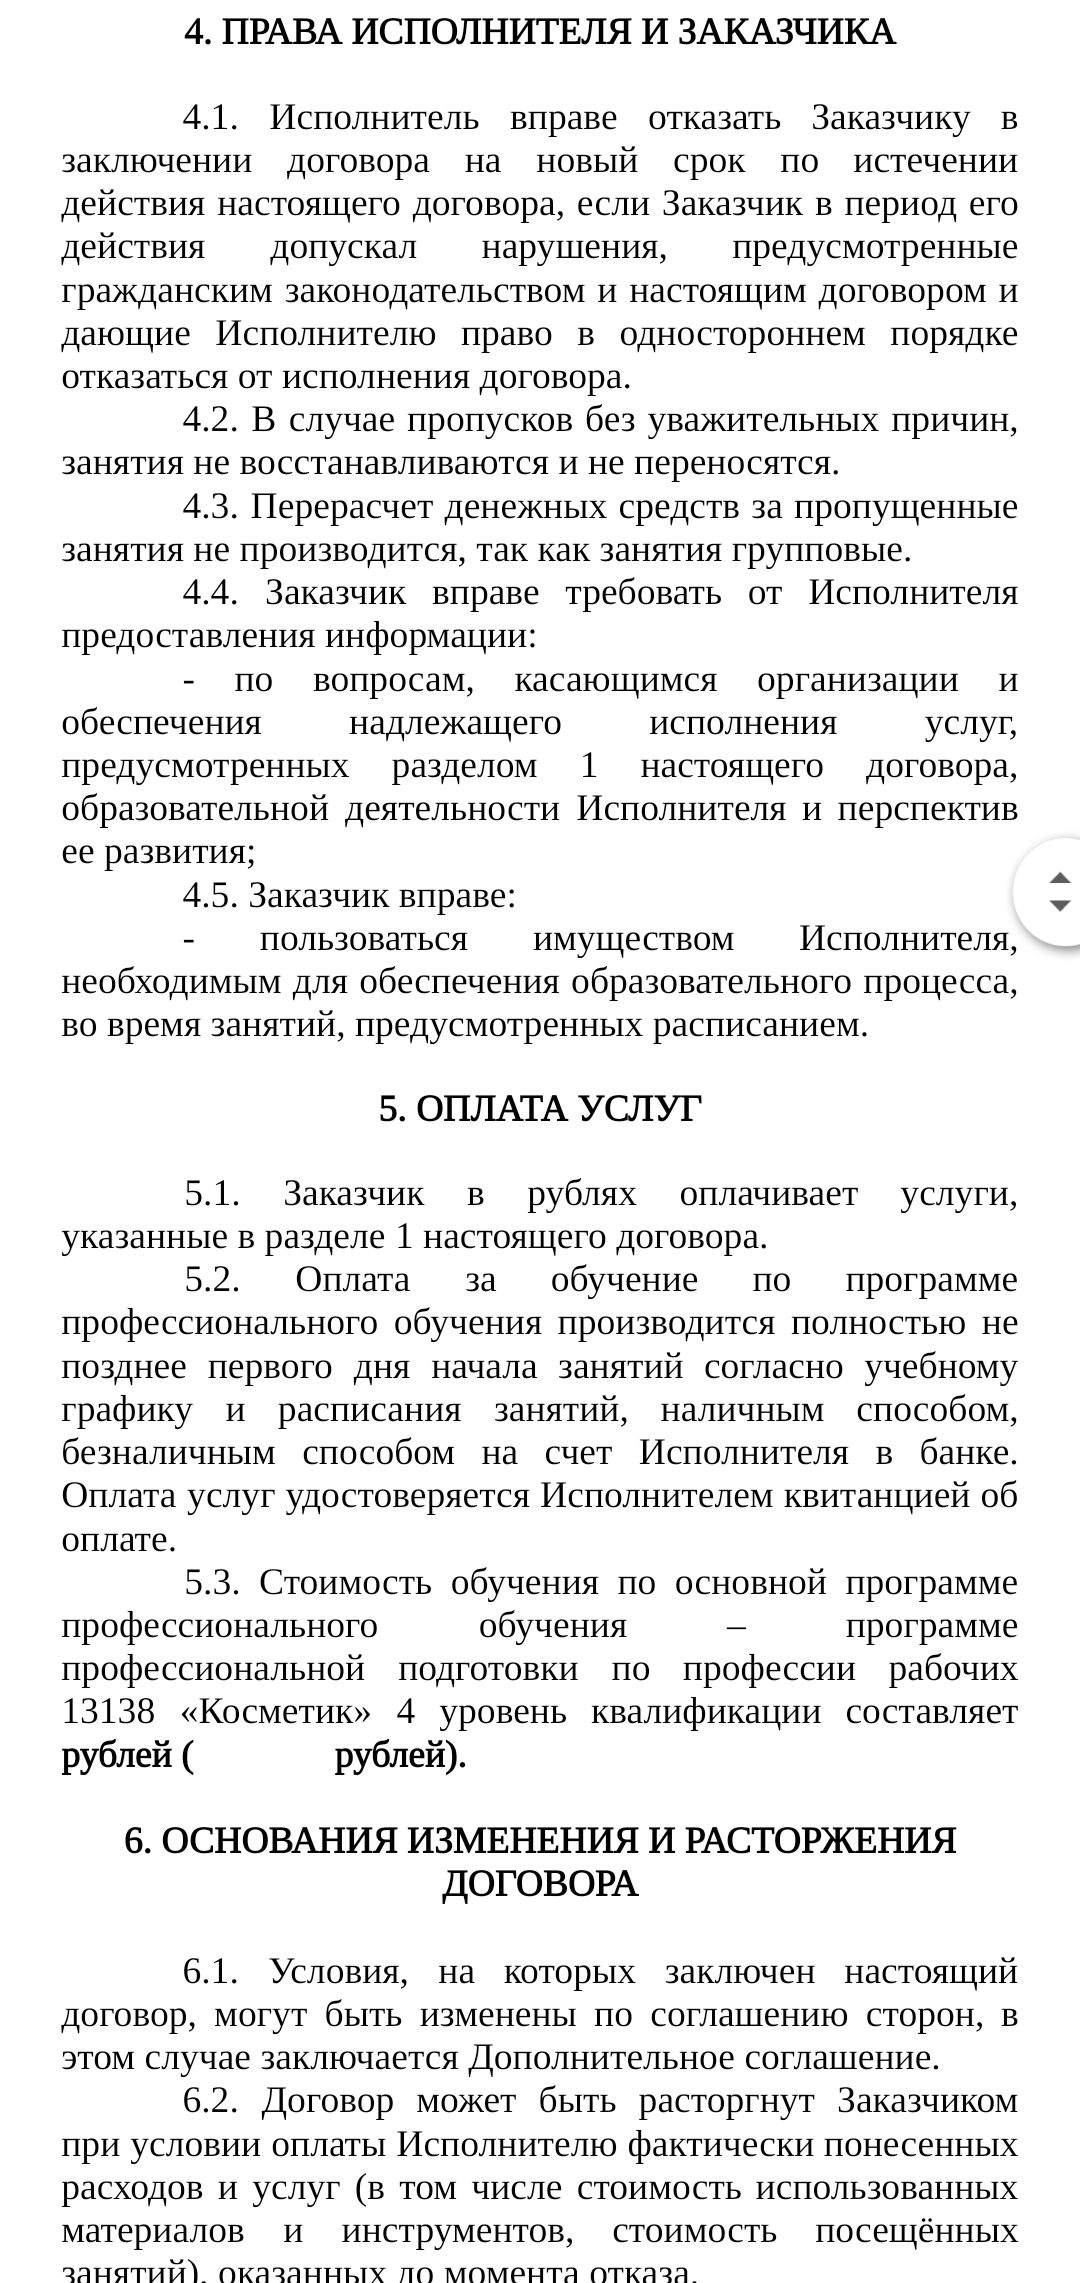 4. ПРАВА ИСПОЛНИТЕЛЯ И ЗАКАЗЧИКА
4.1. Исполнитель вправе отказать Заказчику в
заключении договора на новый срок по истечении
действия настоящего договора, если Заказчик в период его
действия допускал нарушения, предусмотренные
гражданским законодательством и настоящим договором и
дающие Исполнителю право в одностороннем порядке
отказаться от исполнения договора.
4.2. В случае пропусков без уважительных причин,
занятия не восстанавливаются и не переносятся.
4.3. Перерасчет денежных средств за пропущенные
занятия не производится, так как занятия групповые.
4.4. Заказчик вправе требовать от Исполнителя
предоставления информации:
- по вопросам, касающимся организации и
обеспечения надлежащего исполнения услуг,
предусмотренных разделом 1 настоящего договора,
образовательной деятельности Исполнителя и перспектив
ее развития;
4.5. Заказчик вправе:
- пользоваться имуществом Исполнителя,
необходимым для обеспечения образовательного процесса,
во время занятий, предусмотренных расписанием.
5. ОПЛАТА УСЛУГ
5.1. Заказчик в рублях оплачивает услуги,
указанные в разделе 1 настоящего договора.
5.2. Оплата за обучение по программе
профессионального обучения производится полностью не
позднее первого дня начала занятий согласно учебному
графику и расписания занятий, наличным способом,
безналичным способом на счет Исполнителя в банке.
Оплата услуг удостоверяется Исполнителем квитанцией об
оплате.
5.3. Стоимость обучения по основной программе
профессионального обучения – программе
профессиональной подготовки по профессии рабочих
13138 «Косметик» 4 уровень квалификации составляет
рублей ( рублей).
6. ОСНОВАНИЯ ИЗМЕНЕНИЯ И РАСТОРЖЕНИЯ
ДОГОВОРА
6.1. Условия, на которых заключен настоящий
договор, могут быть изменены по соглашению сторон, в
этом случае заключается Дополнительное соглашение.
6.2. Договор может быть расторгнут Заказчиком
при условии оплаты Исполнителю фактически понесенных
расходов и услуг (в том числе стоимость использованных
материалов и инструментов, стоимость посещённых
занятий), оказанных до момента отказа.